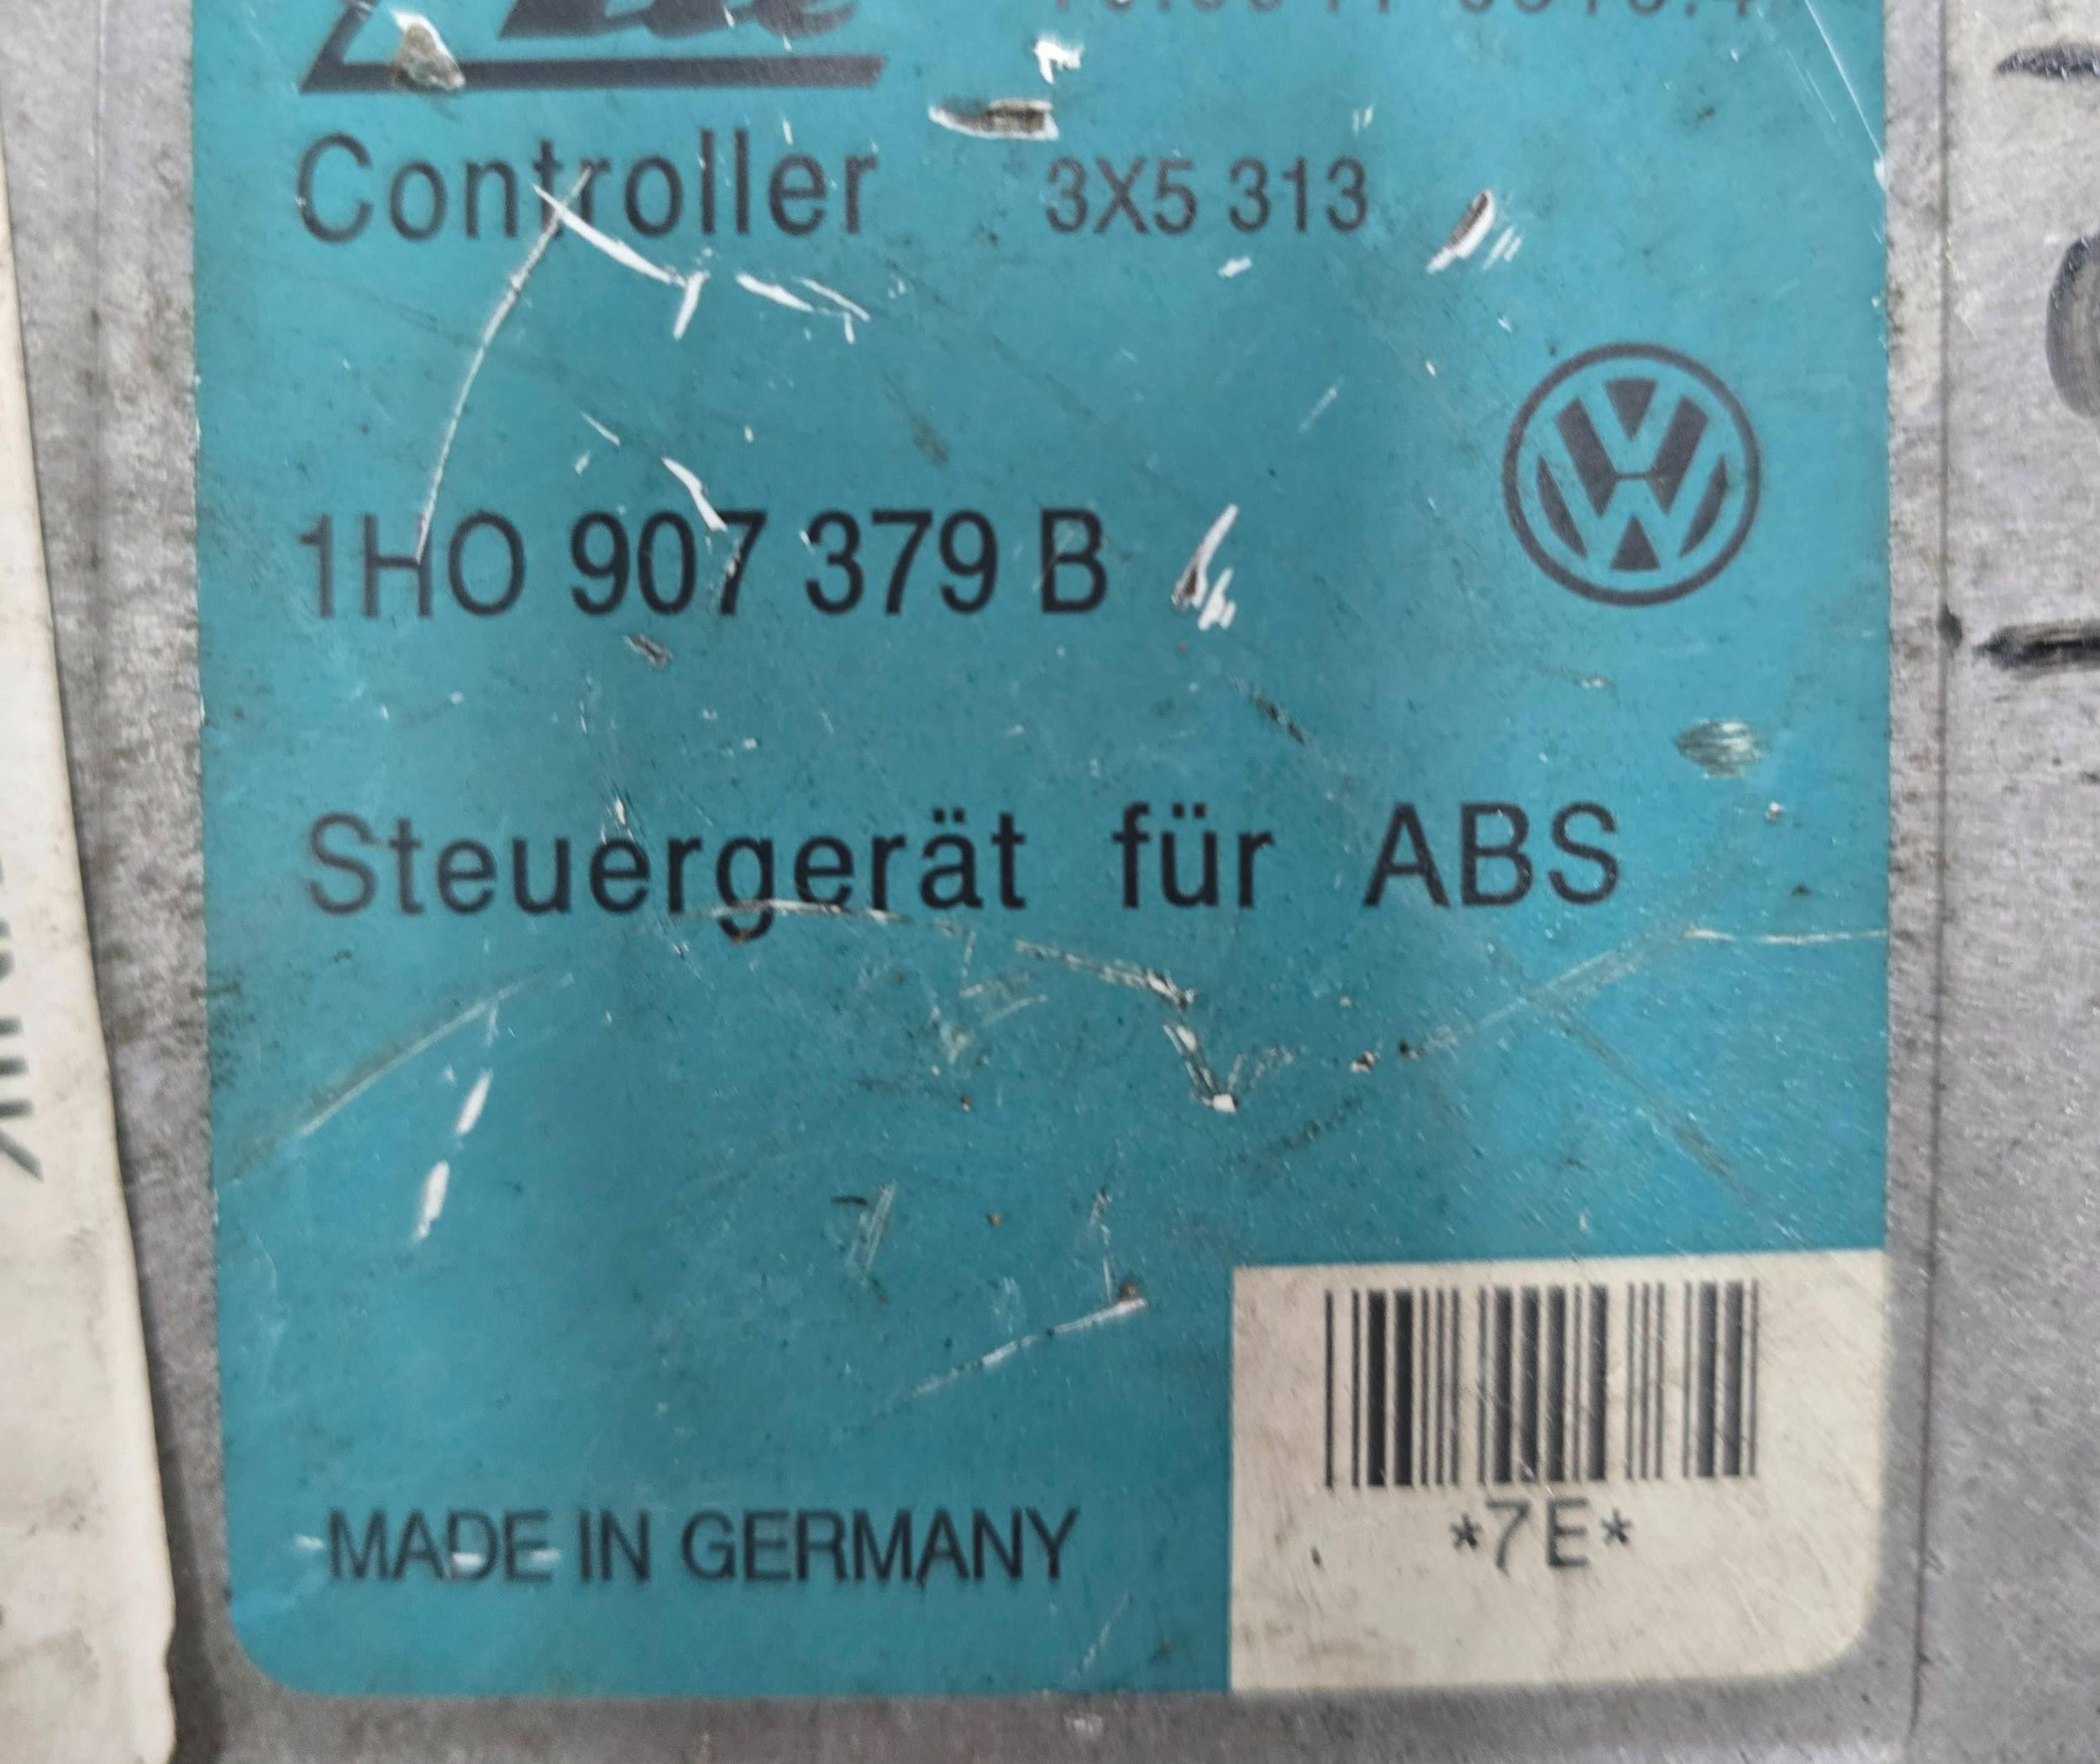 Controller 3X5 313
1HO 907 379 B
Steuergerät für ABS
MADE IN GERMANY
*7E*